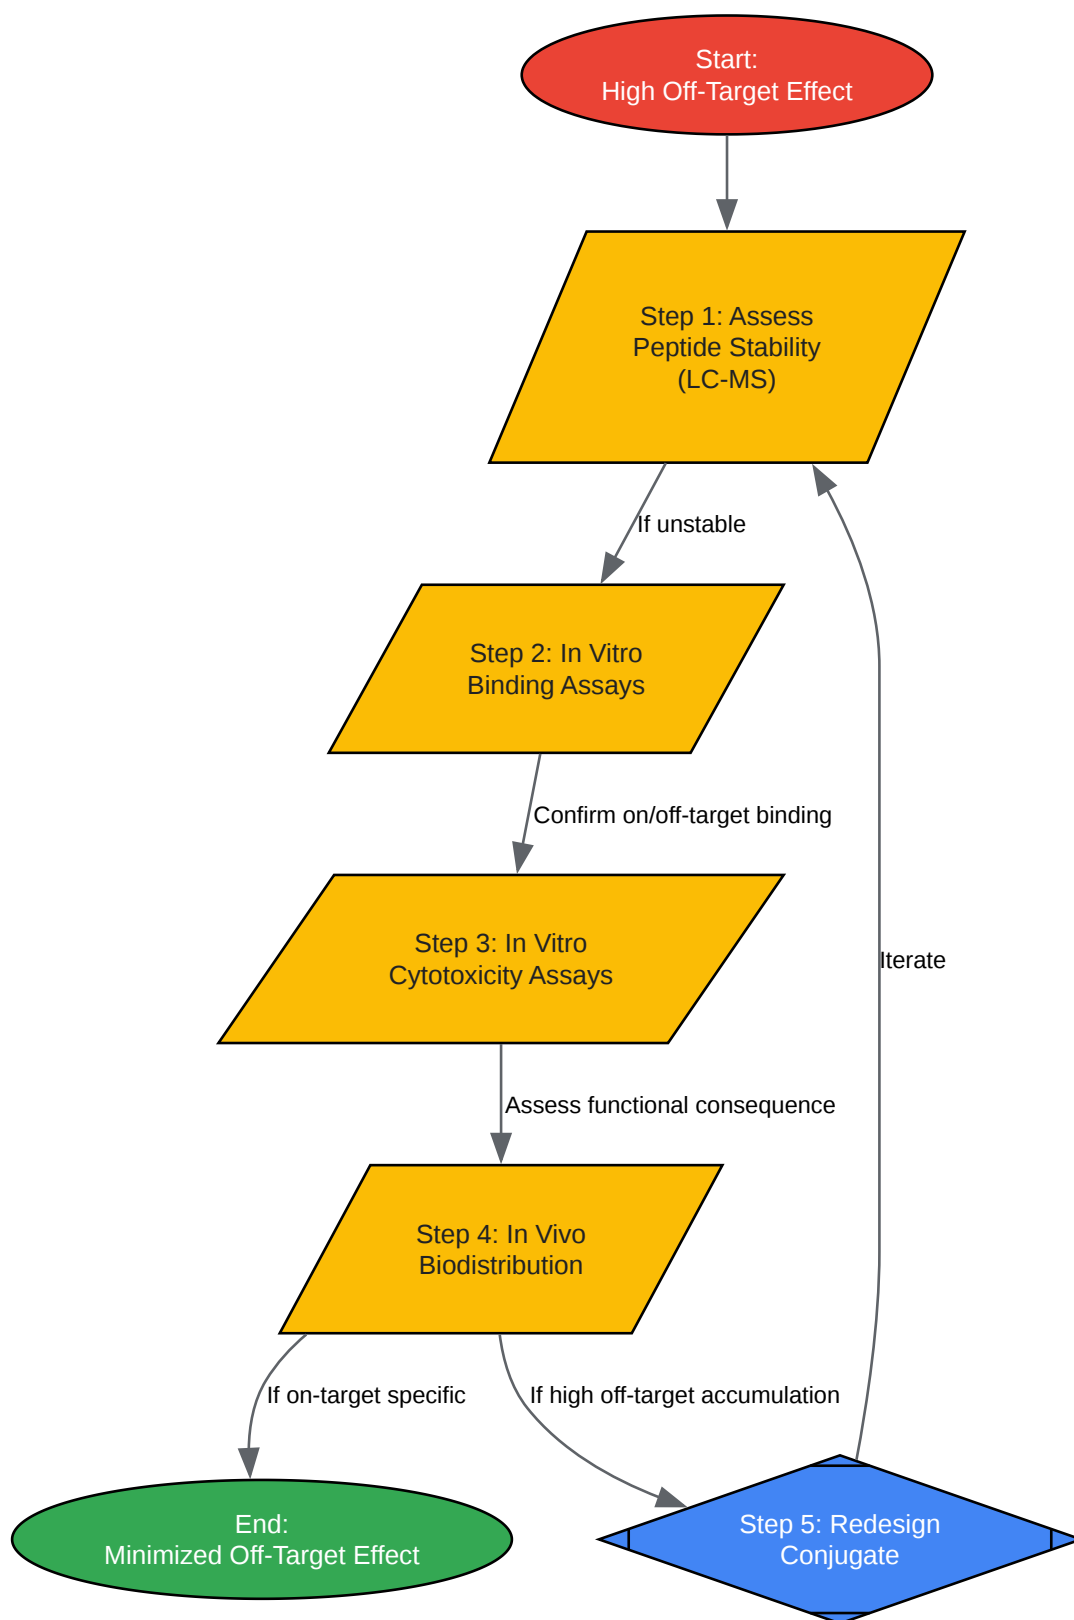 Start:
High Off-Target Effect
Step 1: Assess
Peptide Stability
(LC-MS)
If unstable
Step 2: In Vitro
Binding Assays
Confirm on/off-target binding
Step 3: In Vitro
Cytotoxicity Assays
Iterate
Assess functional consequence
Step 4: In Vivo
Biodistribution
If on-target specific
If high off-target accumulation
End:
Minimized Off-Target Effect
Step 5: Redesign
Conjugate